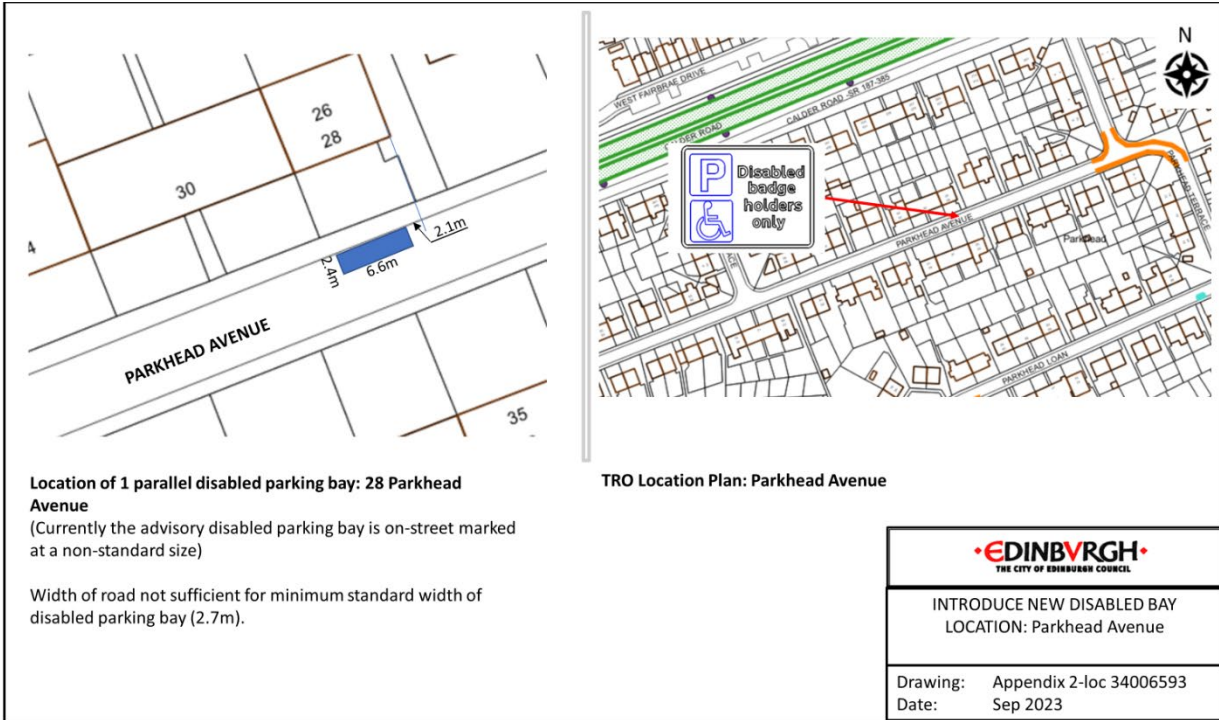 26
28
30
4
2.1m
2.4m
6.6m
PARKHEAD AVENUE
35
Location of 1 parallel disabled parking bay: 28 Parkhead
Avenue
(Currently the advisory disabled parking bay is on-street marked
at a non-standard size)
Width of road not sufficient for minimum standard width of
disabled parking bay (2.7m).
N
WEST FAIRBRAE DRIVE
CALDER ROAD -SR 187-385
CALDER ROAD
P
Disabled
badge
holders
only
PARKHEAD AVENUE
Parkhead
PARKHEAD TERRACE
PARKHEAD LOAN
TRO Location Plan: Parkhead Avenue
•EDINBVRGH•
THE CITY OF EDINBURGH COUNCIL
INTRODUCE NEW DISABLED BAY
LOCATION: Parkhead Avenue
Drawing: Appendix 2-loc 34006593
Date: Sep 2023